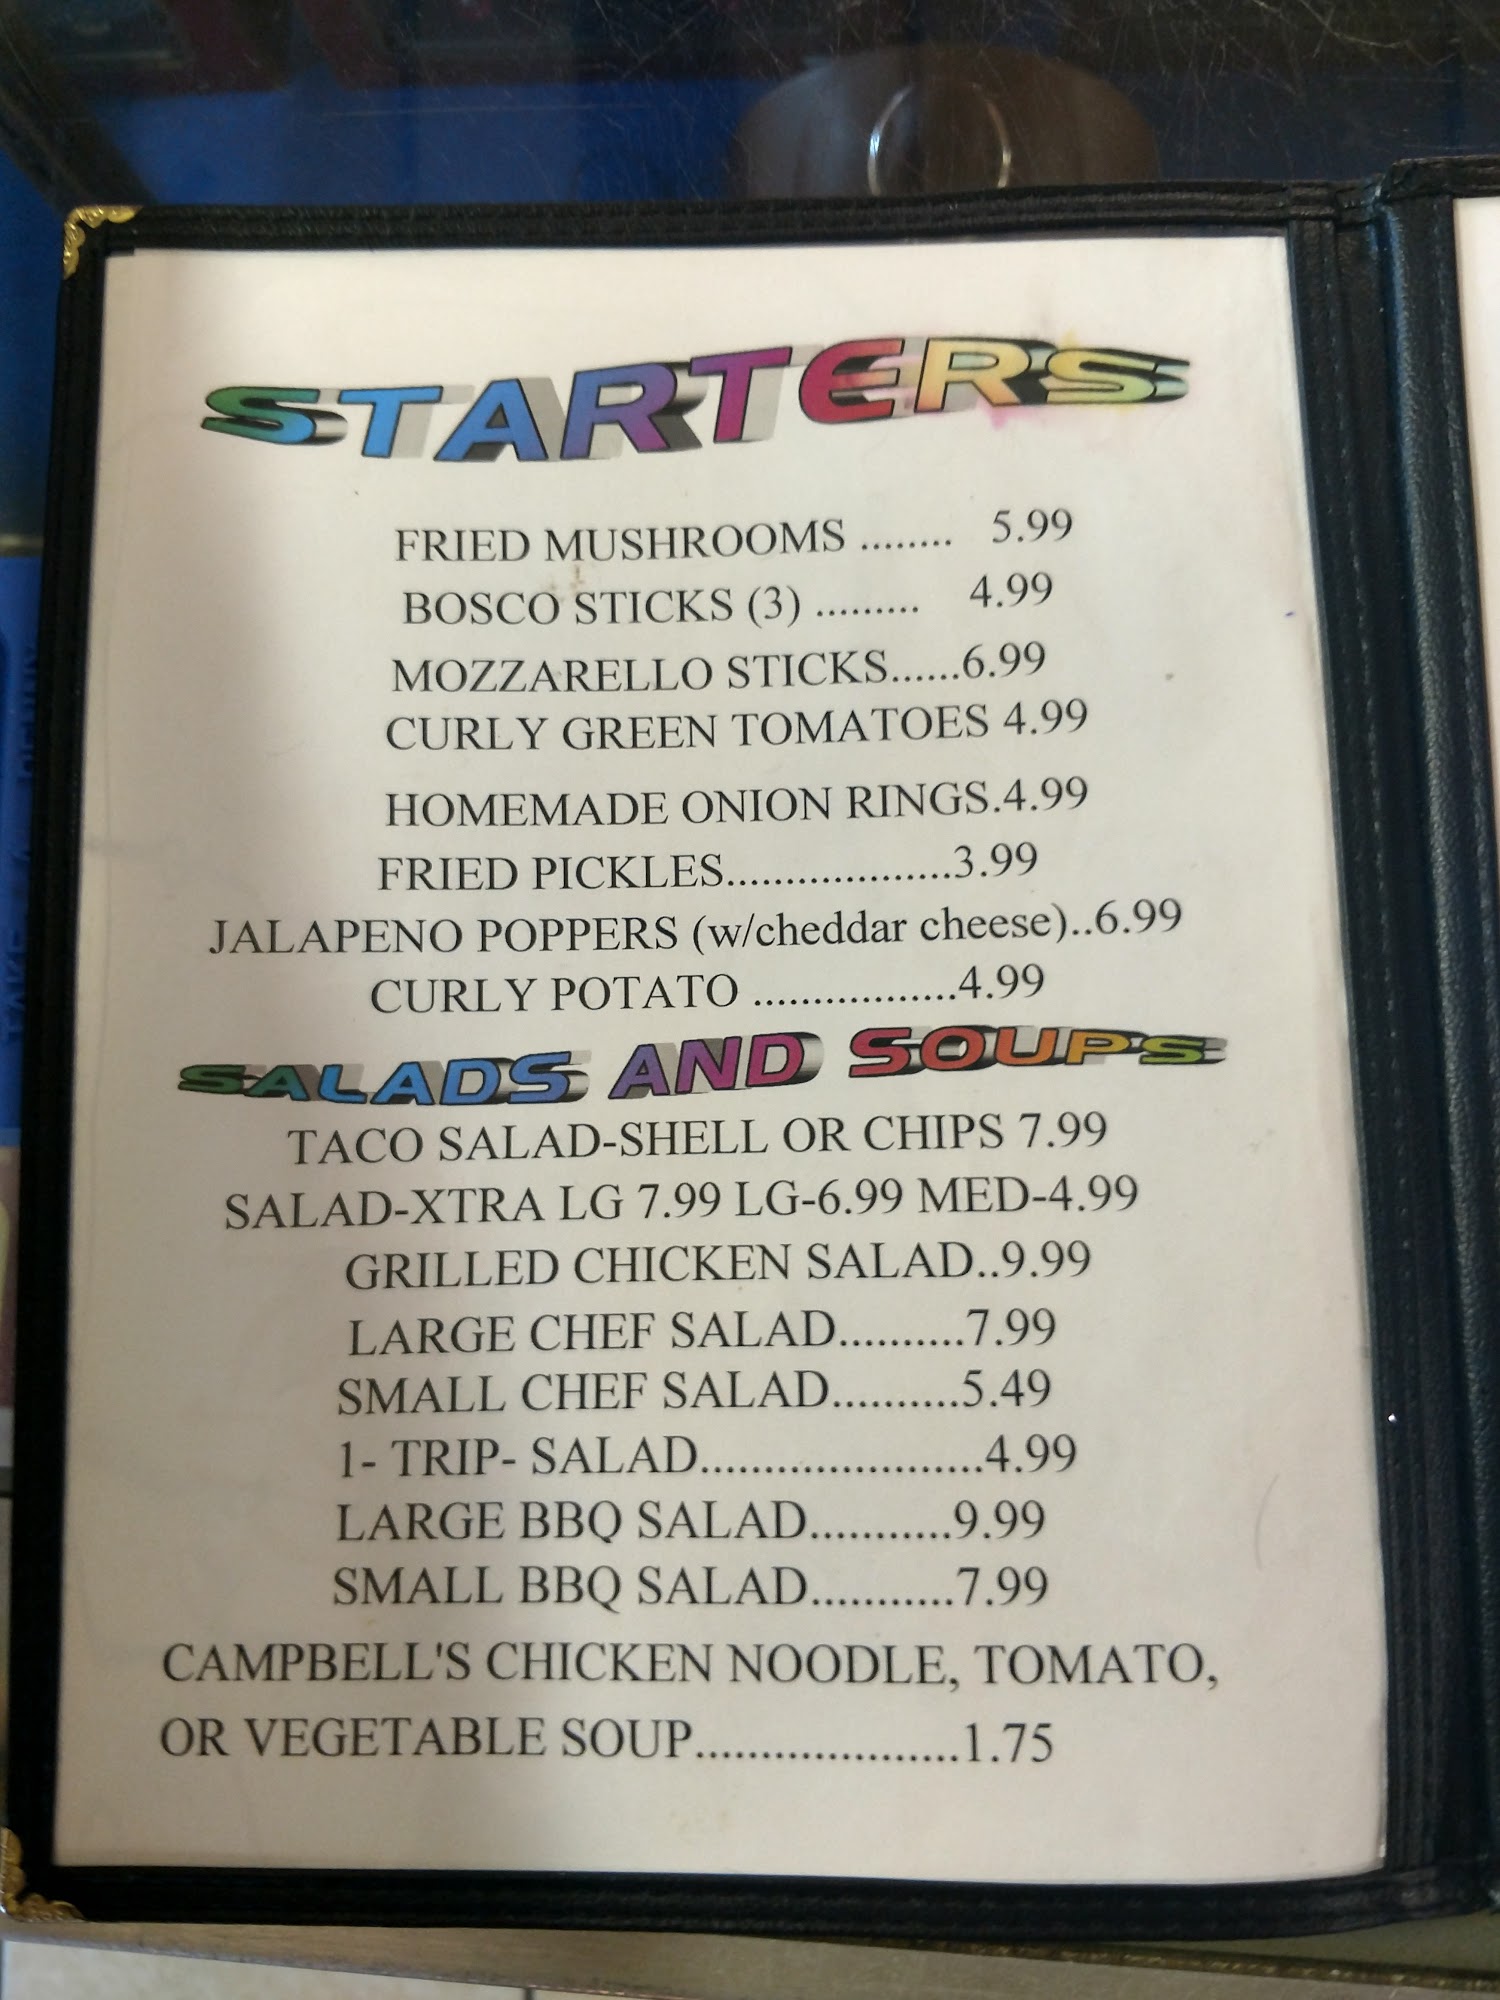 STARTERS
FRIED MUSHROOMS ........ 5.99
BOSCO STICKS (3) ......... 4.99
MOZZARELLO STICKS......6.99
CURLY GREEN TOMATOES 4.99
HOMEMADE ONION RINGS.4.99
FRIED PICKLES...................3.99
JALAPENO POPPERS (w/cheddar cheese)..6.99
CURLY POTATO .................4.99
SALADS AND SOUPS
TACO SALAD-SHELL OR CHIPS 7.99
SALAD-XTRA LG 7.99 LG-6.99 MED-4.99
GRILLED CHICKEN SALAD..9.99
LARGE CHEF SALAD..........7.99
SMALL CHEF SALAD..........5.49
1- TRIP- SALAD......................4.99
LARGE BBQ SALAD...........9.99
SMALL BBQ SALAD...........7.99
CAMPBELL'S CHICKEN NOODLE, TOMATO,
OR VEGETABLE SOUP....................1.75